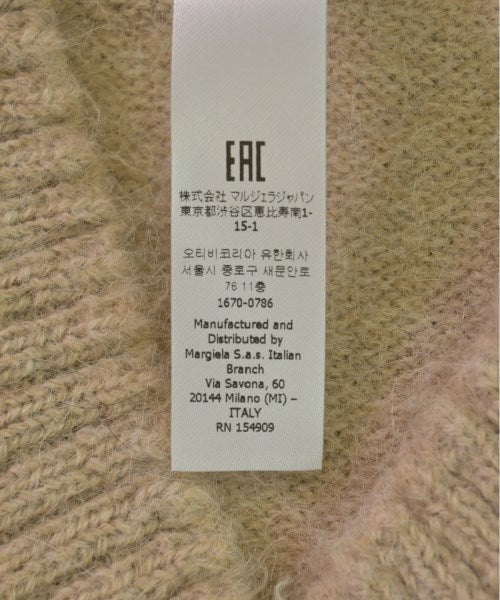 EAC
株式会社 マルジェラジャパン
東京都渋谷区恵比寿南1-
15-1
오티비코리아 유한회사
서울시 종로구 새문안로
76 11층
1670-0786
Manufactured and
Distributed by
Margiela S.a.s. Italian
Branch
Via Savona, 60
20144 Milano (MI) –
ITALY
RN 154909